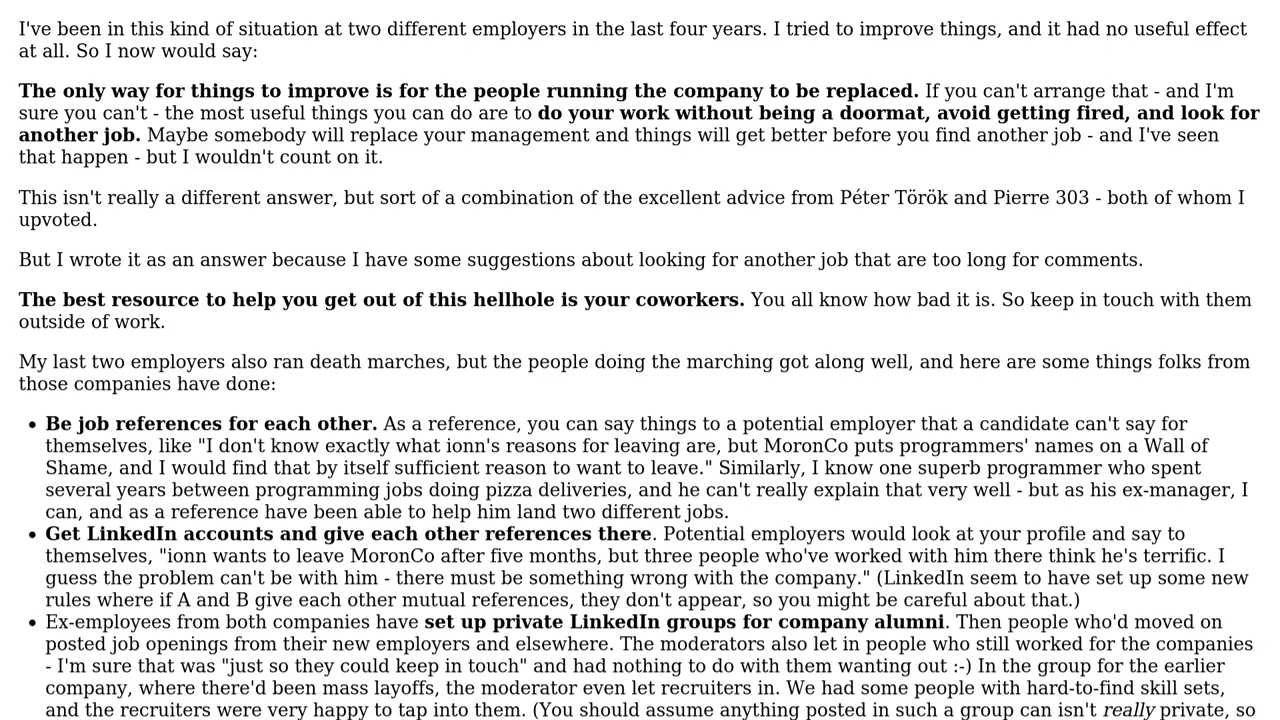 I've been in this kind of situation at two different employers in the last four years. I tried to improve things, and it had no useful effect
at all. So I now would say:
The only way for things to improve is for the people running the company to be replaced. If you can't arrange that - and I'm
sure you can't - the most useful things you can do are to do your work without being a doormat, avoid getting fired, and look for
another job. Maybe somebody will replace your management and things will get better before you find another job - and I've seen
that happen - but I wouldn't count on it.
This isn't really a different answer, but sort of a combination of the excellent advice from Péter Török and Pierre 303 - both of whom I
upvoted.
But I wrote it as an answer because I have some suggestions about looking for another job that are too long for comments.
The best resource to help you get out of this hellhole is your coworkers. You all know how bad it is. So keep in touch with them
outside of work.
My last two employers also ran death marches, but the people doing the marching got along well, and here are some things folks from
those companies have done:
• Be job references for each other. As a reference, you can say things to a potential employer that a candidate can't say for
themselves, like "I don't know exactly what ionn's reasons for leaving are, but MoronCo puts programmers' names on a Wall of
Shame, and I would find that by itself sufficient reason to want to leave." Similarly, I know one superb programmer who spent
several years between programming jobs doing pizza deliveries, and he can't really explain that very well - but as his ex-manager, I
can, and as a reference have been able to help him land two different jobs.
• Get LinkedIn accounts and give each other references there. Potential employers would look at your profile and say to
themselves, "ionn wants to leave MoronCo after five months, but three people who've worked with him there think he's terrific. I
guess the problem can't be with him - there must be something wrong with the company." (LinkedIn seem to have set up some new
rules where if A and B give each other mutual references, they don't appear, so you might be careful about that.)
• Ex-employees from both companies have set up private LinkedIn groups for company alumni. Then people who'd moved on
posted job openings from their new employers and elsewhere. The moderators also let in people who still worked for the companies
- I'm sure that was "just so they could keep in touch" and had nothing to do with them wanting out :-) In the group for the earlier
company, where there'd been mass layoffs, the moderator even let recruiters in. We had some people with hard-to-find skill sets,
and the recruiters were very happy to tap into them. (You should assume anything posted in such a group can isn't really private, so